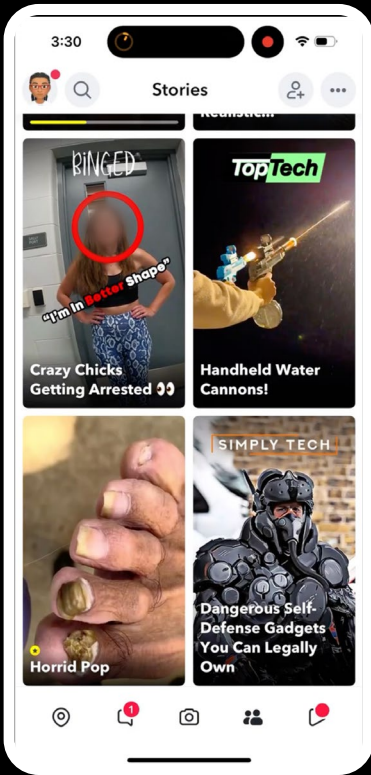 3:30
Stories
Realistic...
BINGED
"I'm In Better Shape"
Crazy Chicks
Getting Arrested 👀
TopTech
Handheld Water
Cannons!
Horrid Pop
SIMPLY TECH
Dangerous Self-
Defense Gadgets
You Can Legally
Own
1